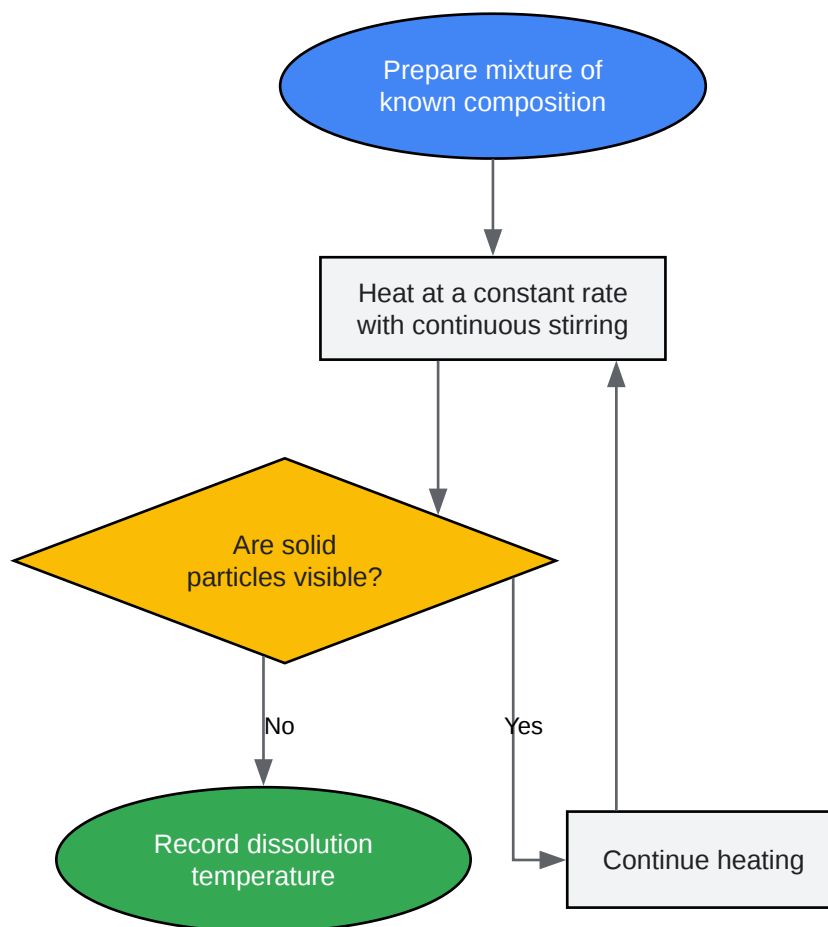 Prepare mixture of
known composition
Heat at a constant rate
with continuous stirring
Are solid
particles visible?
No
Yes
Record dissolution
temperature
Continue heating